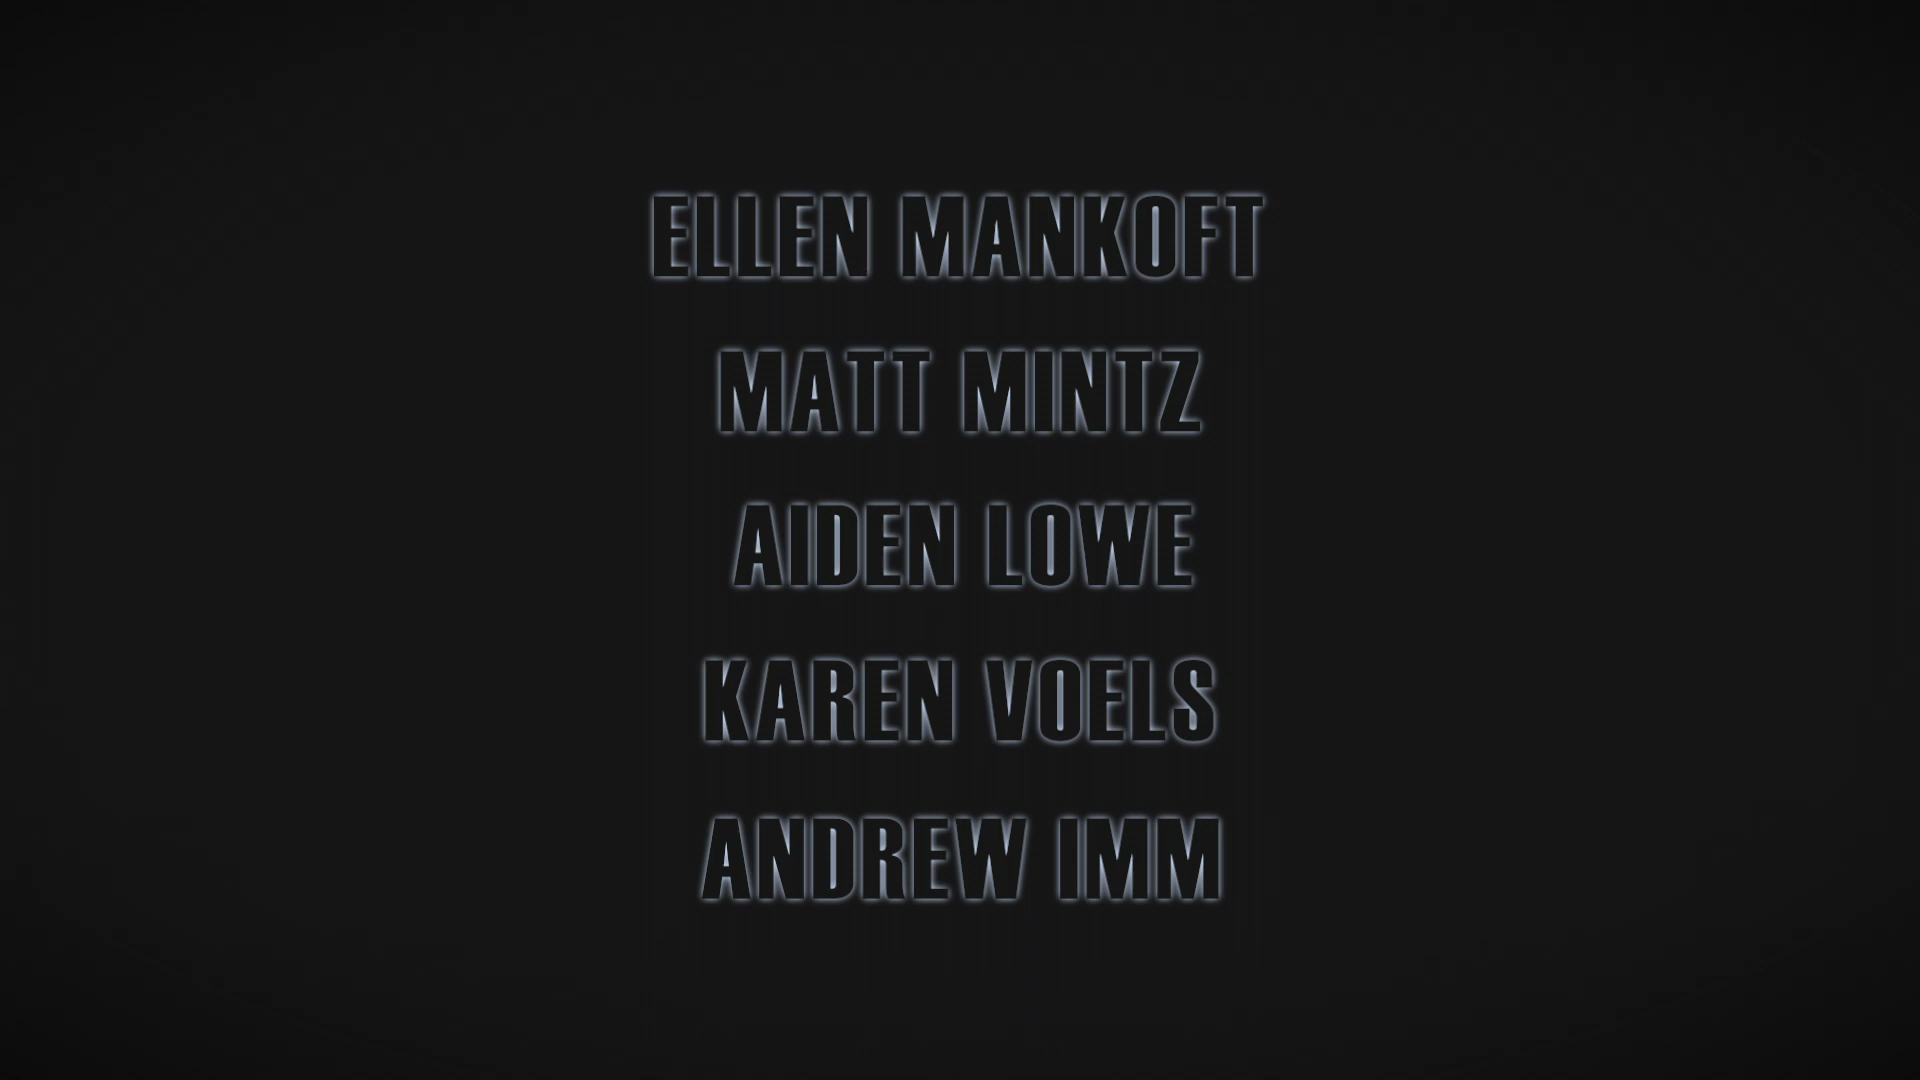 ELLEN MANKOFT
MATT MINTZ
AIDEN LOWE
KAREN VOELS
ANDREW IMM